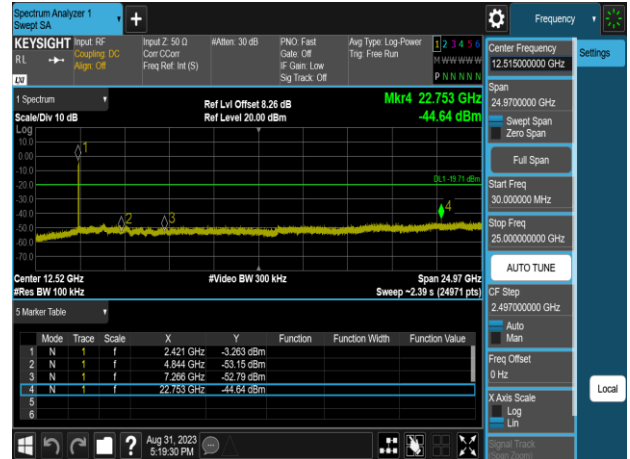 Spectrum Analyzer 1
Swept SA
+
Frequency
KEYSIGHT
RL
LXI
Input: RF
Coupling: DC
Align: Off
Input Z: 50 Ω
Corr CCorr
Freq Ref: Int (S)
#Atten: 30 dB
PNO: Fast
Gate: Off
IF Gain: Low
Sig Track: Off
Avg Type: Log-Power
Trig: Free Run
1 2 3 4 5 6
M W W W W W
P N N N N N
1 Spectrum
Scale/Div 10 dB
Ref Lvl Offset 8.26 dB
Ref Level 20.00 dBm
Mkr4 22.753 GHz
-44.64 dBm
Log
10.0
0.00
-10.0
-20.0
-30.0
-40.0
-50.0
-60.0
-70.0
1
2
3
4
DL1 -19.71 dBm
Center 12.52 GHz
#Video BW 300 kHz
Span 24.97 GHz
#Res BW 100 kHz
Sweep ~2.39 s (24971 pts)
5 Marker Table
Mode Trace Scale X Y Function Function Width Function Value
1 N 1 f 2.421 GHz -3.263 dBm
2 N 1 f 4.844 GHz -53.15 dBm
3 N 1 f 7.266 GHz -52.79 dBm
4 N 1 f 22.753 GHz -44.64 dBm
5
6
?
Aug 31, 2023
5:19:30 PM
Center Frequency
12.515000000 GHz
Settings
Span
24.9700000 GHz
Swept Span
Zero Span
Full Span
Start Freq
30.000000 MHz
Stop Freq
25.000000000 GHz
AUTO TUNE
CF Step
2.497000000 GHz
Auto
Man
Freq Offset
0 Hz
X Axis Scale
Log
Lin
Local
Signal Track
(Span Zoom)